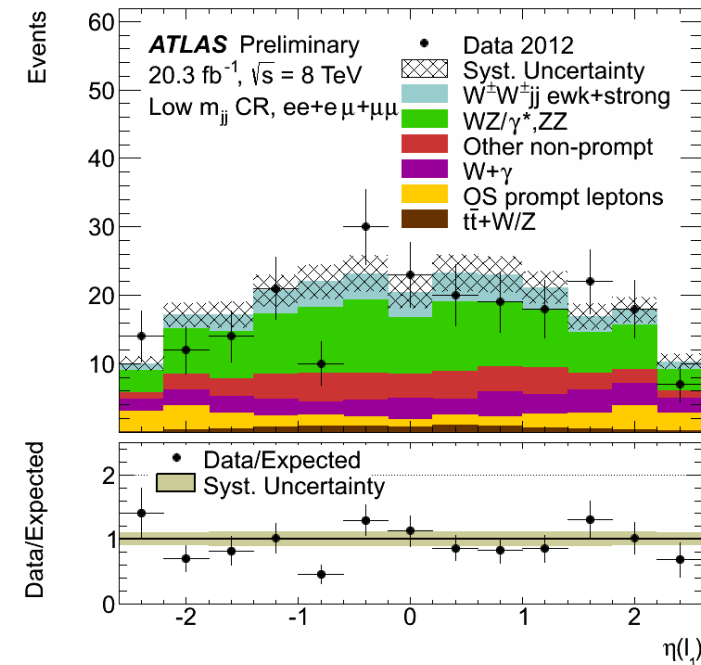 Events
60
50
40
30
20
10
ATLAS Preliminary
20.3 fb⁻¹, √s = 8 TeV
Low m_jj CR, ee+eμ+μμ
Data 2012
Syst. Uncertainty
W±W±jj ewk+strong
WZ/γ*,ZZ
Other non-prompt
W+γ
OS prompt leptons
tt̄+W/Z
Data/Expected
2
1
0
Data/Expected
Syst. Uncertainty
-2 -1 0 1 2
η(l₁)